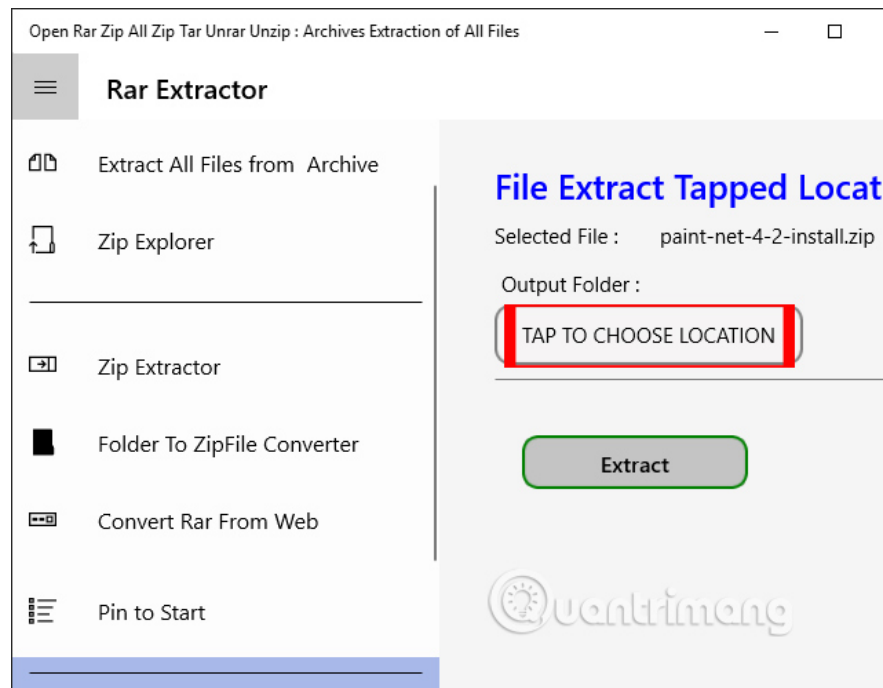 Open Rar Zip All Zip Tar Unrar Unzip : Archives Extraction of All Files
Rar Extractor
Extract All Files from  Archive
Zip Explorer
Zip Extractor
Folder To ZipFile Converter
Convert Rar From Web
Pin to Start
File Extract Tapped Locat
Selected File :
paint-net-4-2-install.zip
Output Folder :
TAP TO CHOOSE LOCATION
Extract
Quantrimang